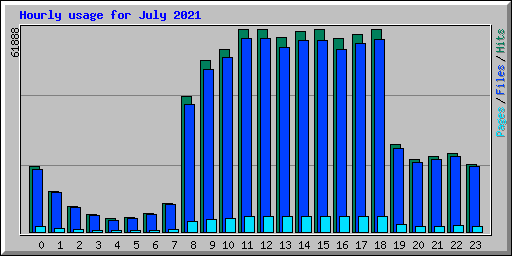 Hourly usage for July 2021
61888
Pages / Files / Hits
0 1 2 3 4 5 6 7 8 9 10 11 12 13 14 15 16 17 18 19 20 21 22 23